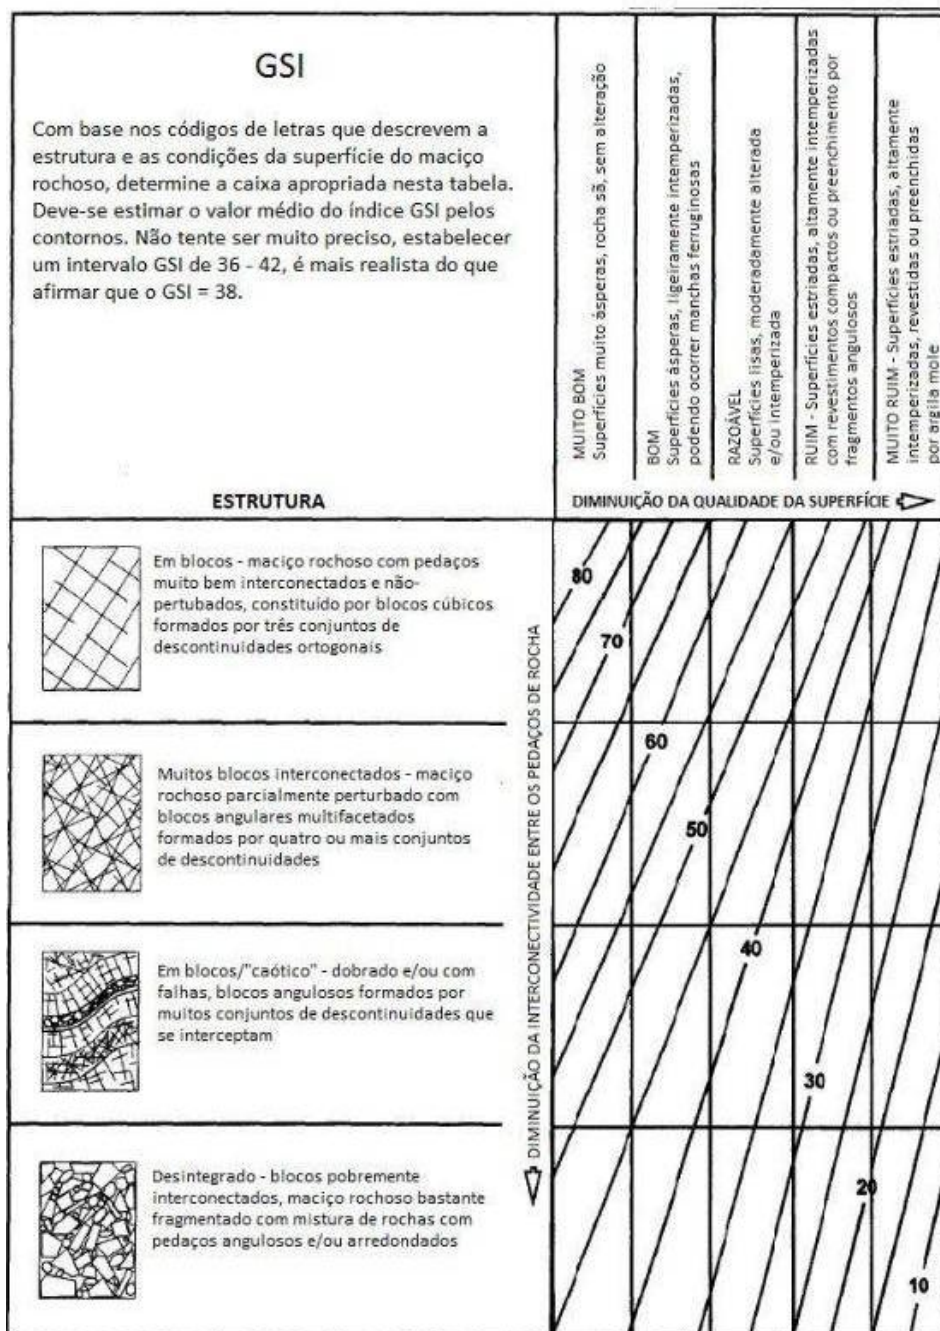 GSI
Com base nos códigos de letras que descrevem a
estrutura e as condições da superfície do maciço
rochoso, determine a caixa apropriada nesta tabela.
Deve-se estimar o valor médio do índice GSI pelos
contornos. Não tente ser muito preciso, estabelecer
um intervalo GSI de 36 - 42, é mais realista do que
afirmar que o GSI = 38.
ESTRUTURA
MUITO BOM
Superfícies muito ásperas, rocha sã, sem alteração
BOM
Superfícies ásperas, ligeiramente intemperizadas,
podendo ocorrer manchas ferruginosas
RAZOÁVEL
Superfícies lisas, moderadamente alterada
e/ou intemperizada
RUIM - Superfícies estriadas, altamente intemperizadas
com revestimentos compactos ou preenchimento por
fragmentos angulosos
MUITO RUIM - Superfícies estriadas, altamente
intemperizadas, revestidas ou preenchidas
por argila mole
DIMINUIÇÃO DA QUALIDADE DA SUPERFÍCIE
Em blocos - maciço rochoso com pedaços
muito bem interconectados e não-
pertubados, constituído por blocos cúbicos
formados por três conjuntos de
descontinuidades ortogonais
Muitos blocos interconectados - maciço
rochoso parcialmente perturbado com
blocos angulares multifacetados
formados por quatro ou mais conjuntos
de descontinuidades
Em blocos/"caótico" - dobrado e/ou com
falhas, blocos angulosos formados por
muitos conjuntos de descontinuidades que
se interceptam
Desintegrado - blocos pobremente
interconectados, maciço rochoso bastante
fragmentado com mistura de rochas com
pedaços angulosos e/ou arredondados
DIMINUIÇÃO DA INTERCONECTIVIDADE ENTRE OS PEDAÇOS DE ROCHA
80
70
60
50
40
30
20
10